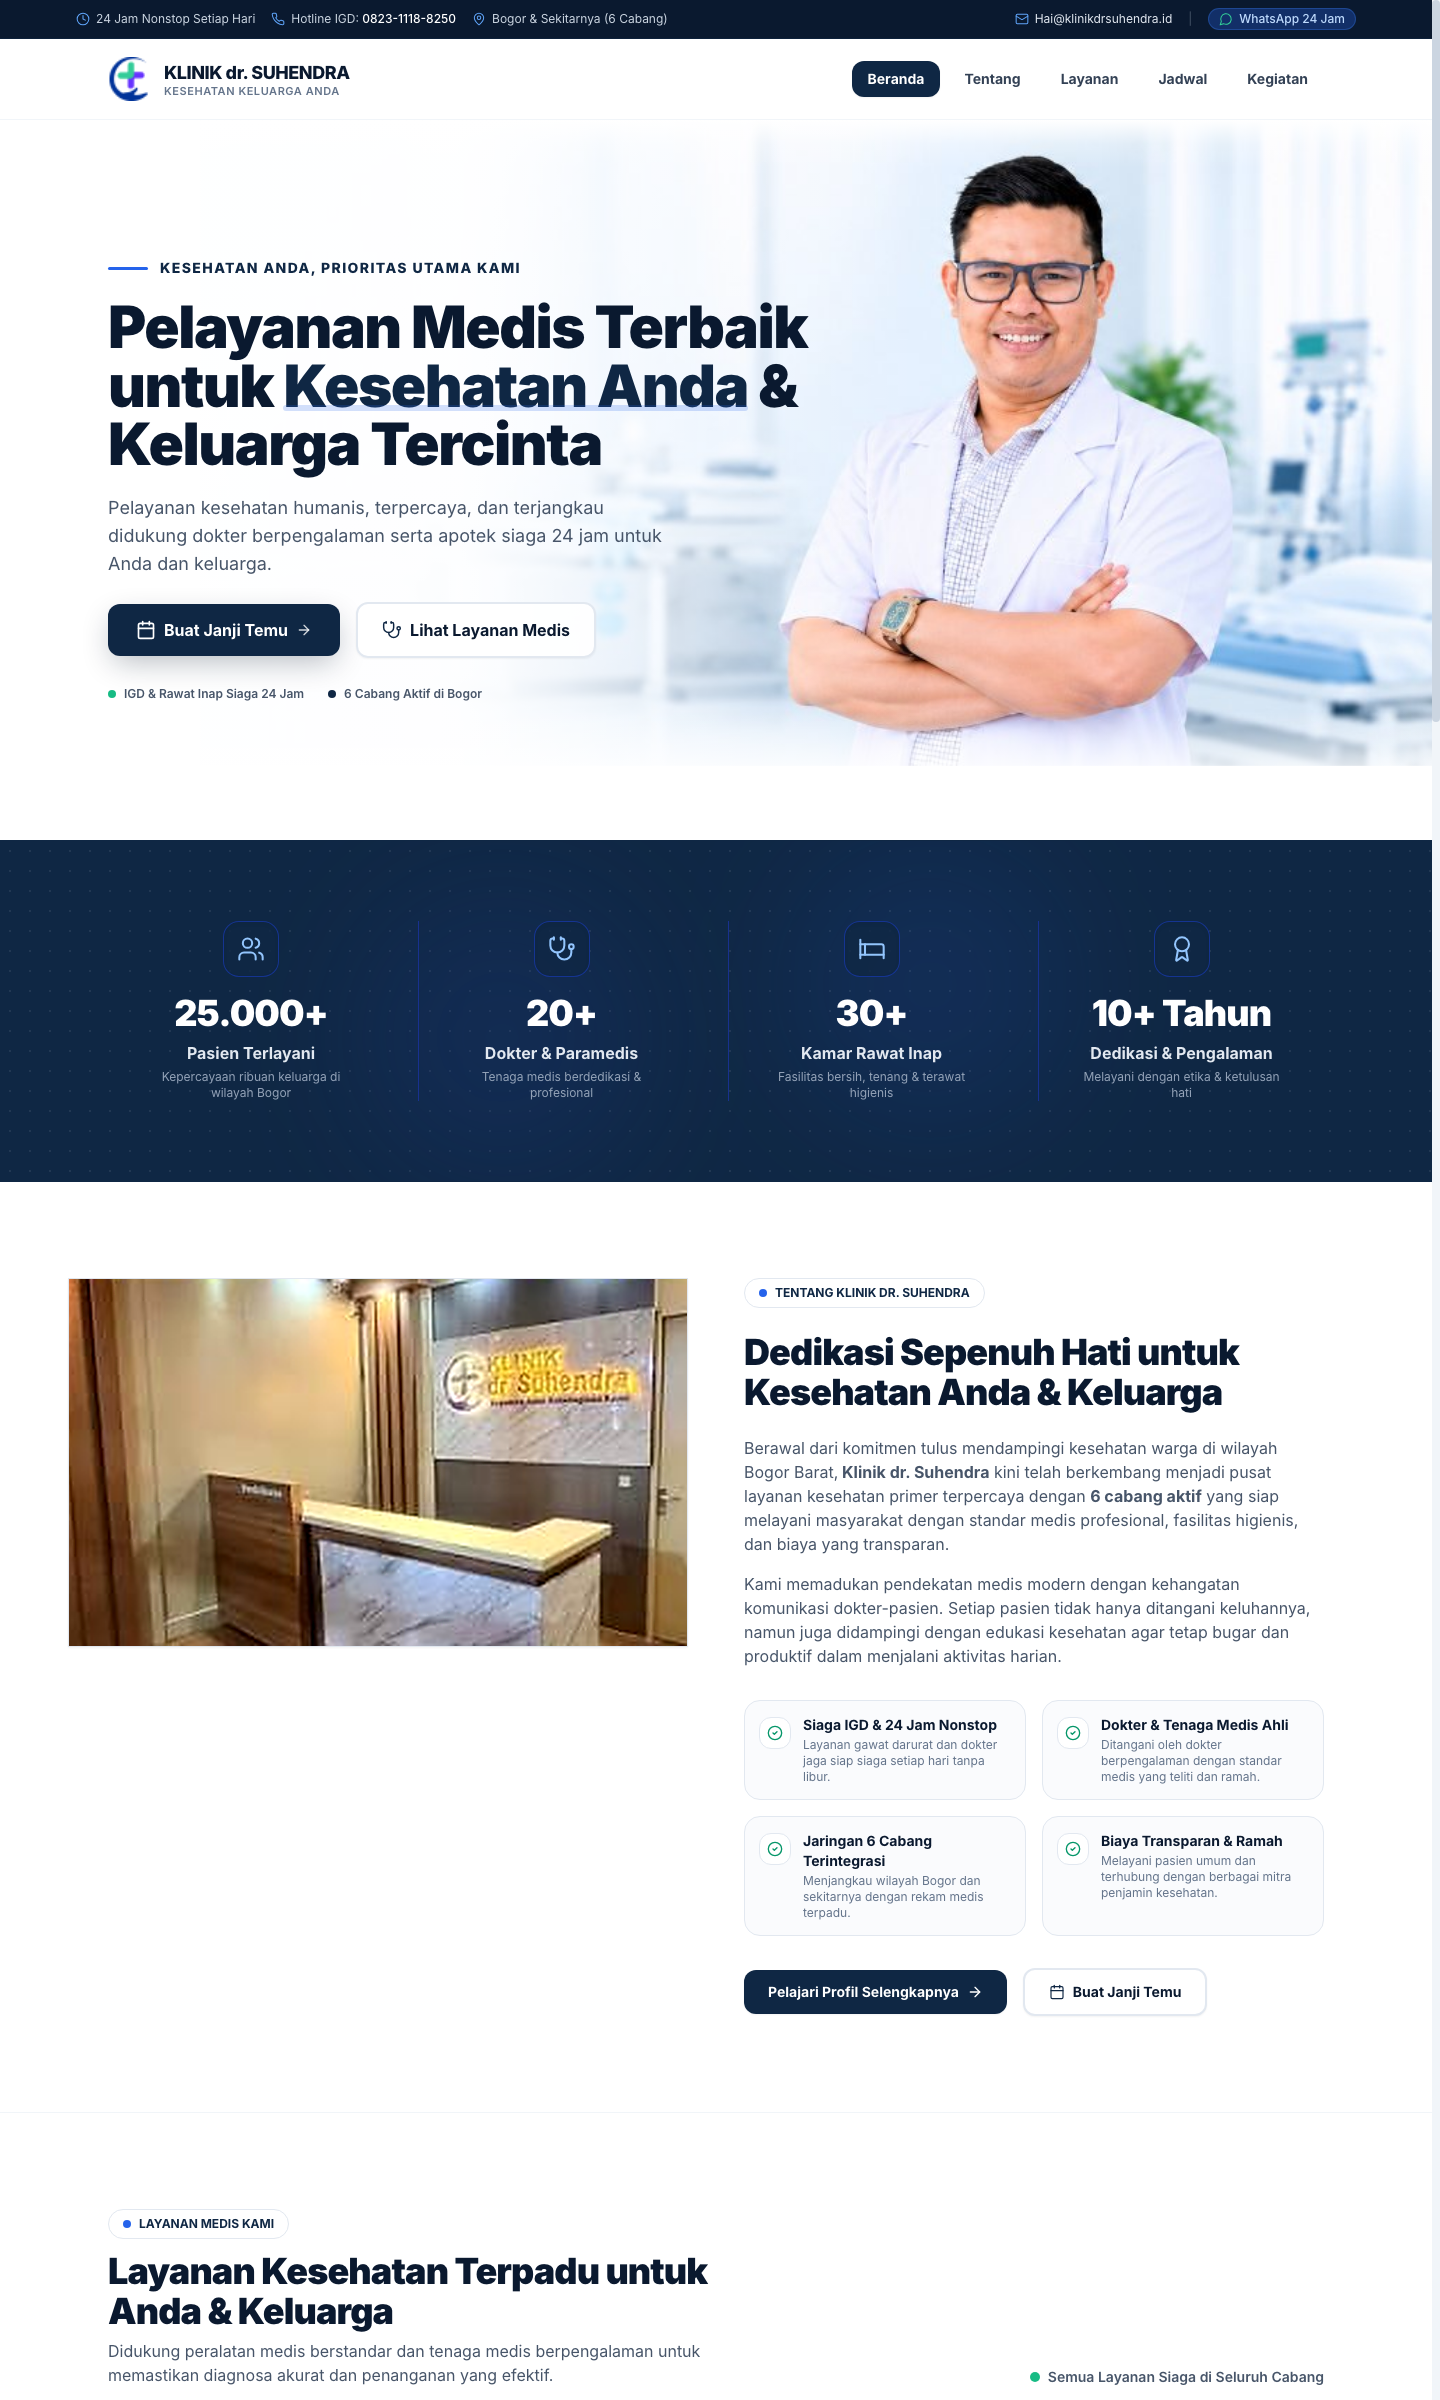 24 Jam Nonstop Setiap Hari
Hotline IGD: 0823-1118-8250
Bogor & Sekitarnya (6 Cabang)
Hai@klinikdrsuhendra.id
WhatsApp 24 Jam
KLINIK dr. SUHENDRA
KESEHATAN KELUARGA ANDA
Beranda
Tentang
Layanan
Jadwal
Kegiatan
KESEHATAN ANDA, PRIORITAS UTAMA KAMI
Pelayanan Medis Terbaik
untuk Kesehatan Anda &
Keluarga Tercinta
Pelayanan kesehatan humanis, terpercaya, dan terjangkau
didukung dokter berpengalaman serta apotek siaga 24 jam untuk
Anda dan keluarga.
Buat Janji Temu
Lihat Layanan Medis
IGD & Rawat Inap Siaga 24 Jam
6 Cabang Aktif di Bogor
25.000+
Pasien Terlayani
Kepercayaan ribuan keluarga di
wilayah Bogor
20+
Dokter & Paramedis
Tenaga medis berdedikasi &
profesional
30+
Kamar Rawat Inap
Fasilitas bersih, tenang & terawat
higienis
10+ Tahun
Dedikasi & Pengalaman
Melayani dengan etika & ketulusan
hati
KLINIK
dr. Suhendra
TENTANG KLINIK DR. SUHENDRA
Dedikasi Sepenuh Hati untuk
Kesehatan Anda & Keluarga
Berawal dari komitmen tulus mendampingi kesehatan warga di wilayah
Bogor Barat, Klinik dr. Suhendra kini telah berkembang menjadi pusat
layanan kesehatan primer terpercaya dengan 6 cabang aktif yang siap
melayani masyarakat dengan standar medis profesional, fasilitas higienis,
dan biaya yang transparan.
Kami memadukan pendekatan medis modern dengan kehangatan
komunikasi dokter-pasien. Setiap pasien tidak hanya ditangani keluhannya,
namun juga didampingi dengan edukasi kesehatan agar tetap bugar dan
produktif dalam menjalani aktivitas harian.
Siaga IGD & 24 Jam Nonstop
Layanan gawat darurat dan dokter
jaga siap siaga setiap hari tanpa
libur.
Dokter & Tenaga Medis Ahli
Ditangani oleh dokter
berpengalaman dengan standar
medis yang teliti dan ramah.
Jaringan 6 Cabang
Terintegrasi
Menjangkau wilayah Bogor dan
sekitarnya dengan rekam medis
terpadu.
Biaya Transparan & Ramah
Melayani pasien umum dan
terhubung dengan berbagai mitra
penjamin kesehatan.
Pelajari Profil Selengkapnya
Buat Janji Temu
LAYANAN MEDIS KAMI
Layanan Kesehatan Terpadu untuk
Anda & Keluarga
Didukung peralatan medis berstandar dan tenaga medis berpengalaman untuk
memastikan diagnosa akurat dan penanganan yang efektif.
Semua Layanan Siaga di Seluruh Cabang